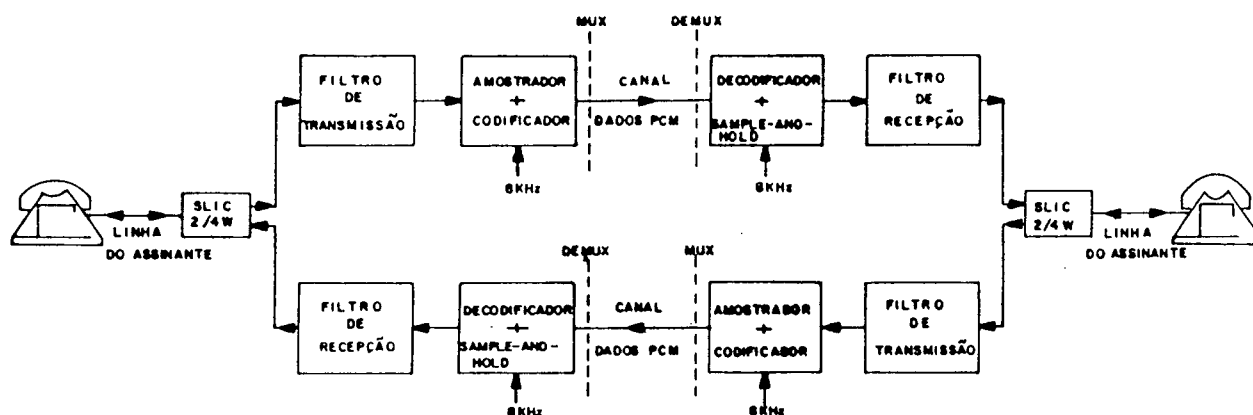 MUX
DEMUX
FILTRO
DE
TRANSMISSÃO
AMOSTRADOR
+
CODIFICADOR
CANAL
DADOS PCM
DECODIFICADOR
+
SAMPLE-AND-
HOLD
FILTRO
DE
RECEPÇÃO
8KHz
8KHz
SLIC
2/4W
LINHA
DO ASSINANTE
SLIC
2/4W
LINHA
DO ASSINANTE
DEMUX
MUX
FILTRO
DE
RECEPÇÃO
DECODIFICADOR
+
SAMPLE-AND-
HOLD
CANAL
DADOS PCM
AMOSTRADOR
+
CODIFICADOR
FILTRO
DE
TRANSMISSÃO
8KHz
8KHz